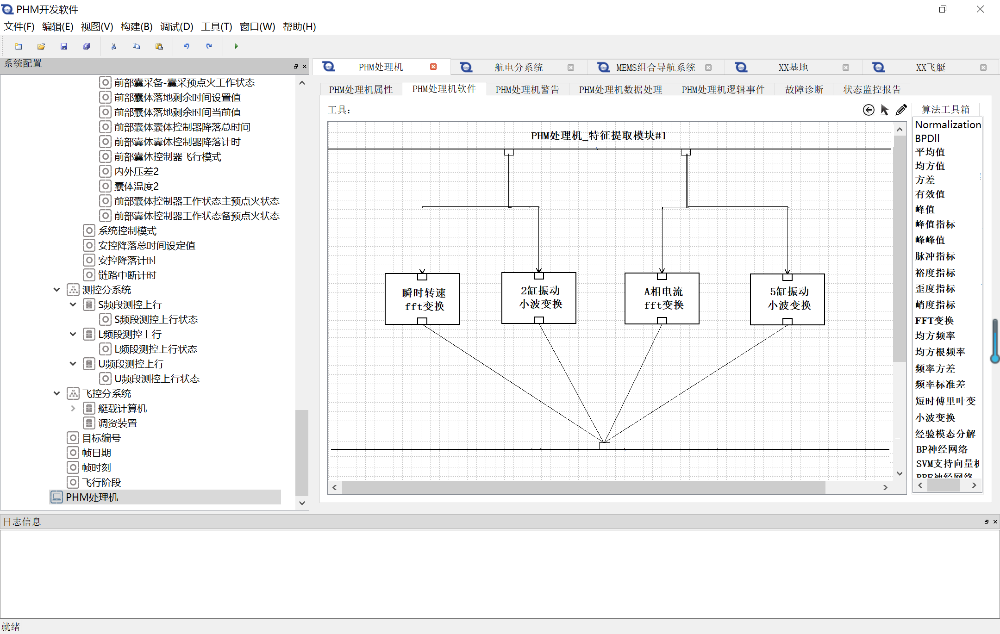 PHM开发软件
文件(F) 编辑(E) 视图(V) 构建(B) 调试(D) 工具(T) 窗口(W) 帮助(H)
系统配置
前部囊采备-囊采预点火工作状态
前部囊体落地剩余时间设置值
前部囊体落地剩余时间当前值
前部囊体囊体控制器降落总时间
前部囊体囊体控制器降落计时
前部囊体控制器飞行模式
内外压差2
囊体温度2
前部囊体控制器工作状态主预点火状态
前部囊体控制器工作状态备预点火状态
系统控制模式
安控降落总时间设定值
安控降落计时
链路中断计时
测控分系统
S频段测控上行
S频段测控上行状态
L频段测控上行
L频段测控上行状态
U频段测控上行
U频段测控上行状态
飞控分系统
艇载计算机
调资装置
目标编号
帧日期
帧时刻
飞行阶段
PHM处理机
PHM处理机 航电分系统 MEMS组合导航系统 XX基地 XX飞艇
PHM处理机属性 PHM处理机软件 PHM处理机警告 PHM处理机数据处理 PHM处理机逻辑事件 故障诊断 状态监控报告
工具：
PHM处理机_特征提取模块#1
瞬时转速
fft变换
2缸振动
小波变换
A相电流
fft变换
5缸振动
小波变换
算法工具箱
Normalization
BPDll
平均值
均方值
方差
有效值
峰值
峰值指标
峰峰值
脉冲指标
裕度指标
歪度指标
峭度指标
FFT变换
均方频率
均方根频率
频率方差
频率标准差
短时傅里叶变
小波变换
经验模态分解
BP神经网络
SVM支持向量
日志信息
就绪